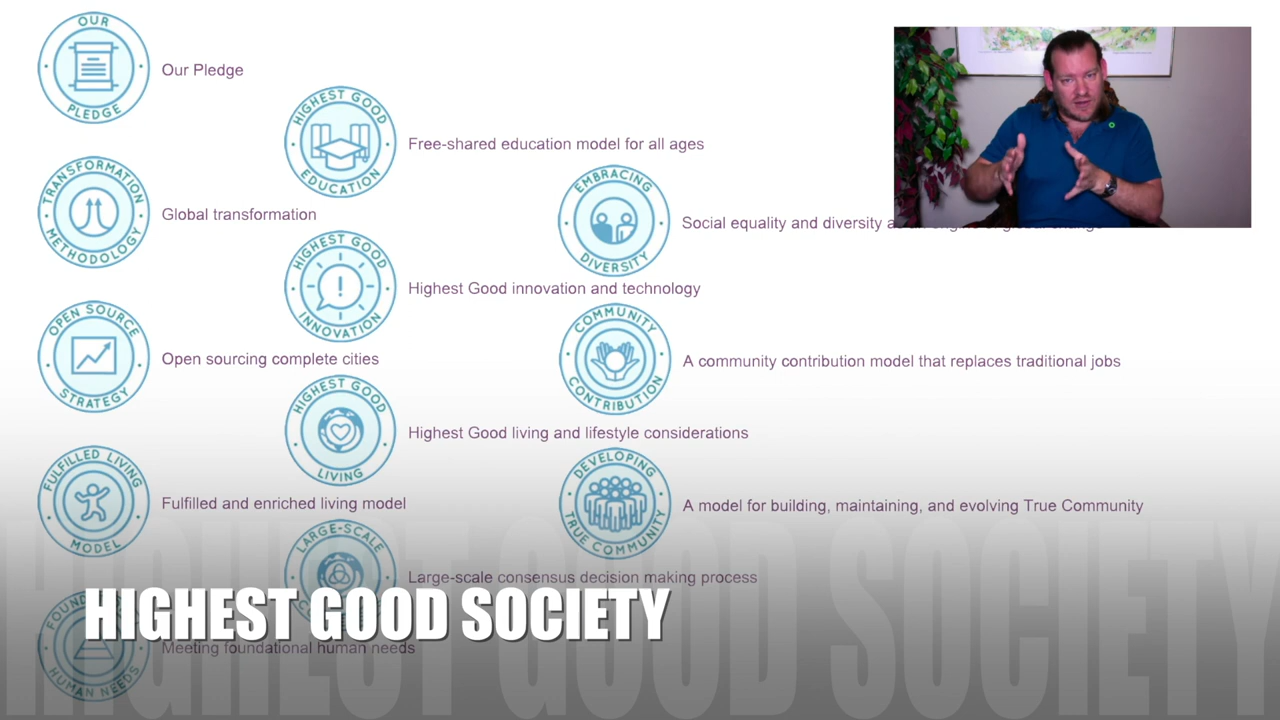 OUR
PLEDGE
Our Pledge
HIGHEST GOOD
EDUCATION
Free-shared education model for all ages
TRANSFORMATION
METHODOLOGY
Global transformation
EMBRACING
DIVERSITY
Social equality and diversity
HIGHEST GOOD
INNOVATION
Highest Good innovation and technology
OPEN SOURCE
STRATEGY
Open sourcing complete cities
COMMUNITY
CONTRIBUTION
A community contribution model that replaces traditional jobs
HIGHEST GOOD
LIVING
Highest Good living and lifestyle considerations
FULFILLED LIVING
MODEL
Fulfilled and enriched living model
DEVELOPING
TRUE COMMUNITY
A model for building, maintaining, and evolving True Community
LARGE-SCALE
Large-scale consensus decision making process
HUMAN NEEDS
Meeting foundational human needs
HIGHEST GOOD SOCIETY
HIGHEST GOOD SOCIETY